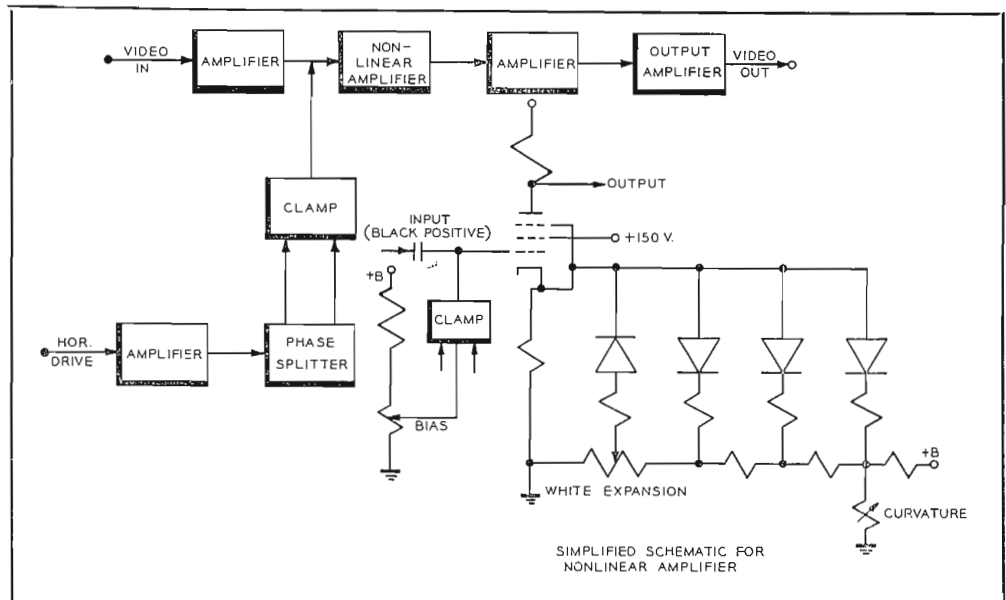 VIDEO
IN
AMPLIFIER
NON-
LINEAR
AMPLIFIER
AMPLIFIER
OUTPUT
AMPLIFIER
VIDEO
OUT
CLAMP
OUTPUT
INPUT
(BLACK POSITIVE)
+150 V.
+B
CLAMP
HOR.
DRIVE
AMPLIFIER
PHASE
SPLITTER
BIAS
+B
WHITE EXPANSION
CURVATURE
SIMPLIFIED SCHEMATIC FOR
NONLINEAR AMPLIFIER